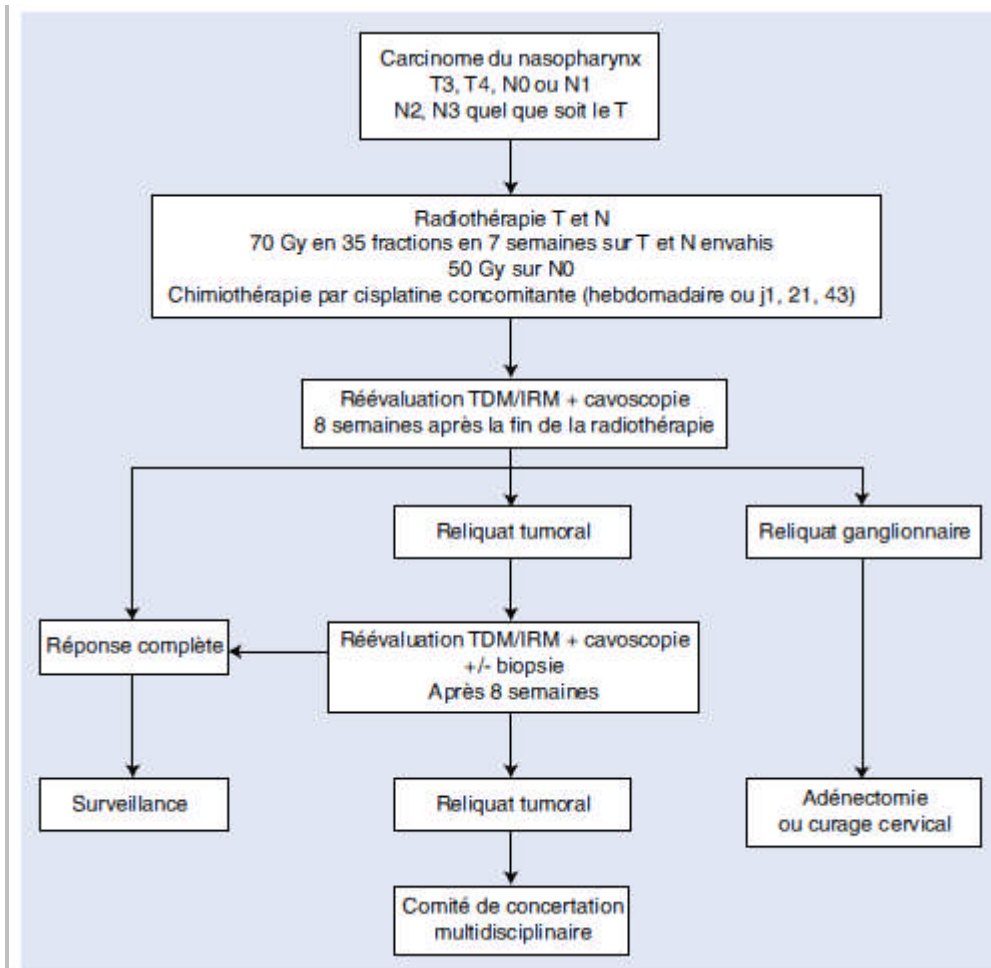 Carcinome du nasopharynx
T3, T4, N0 ou N1
N2, N3 quel que soit le T
Radiothérapie T et N
70 Gy en 35 fractions en 7 semaines sur T et N envahis
50 Gy sur N0
Chimiothérapie par cisplatine concomitante (hebdomadaire ou j1, 21, 43)
Réévaluation TDM/IRM + cavoscopie
8 semaines après la fin de la radiothérapie
Reliquat tumoral
Reliquat ganglionnaire
Réponse complète
Réévaluation TDM/IRM + cavoscopie
+/- biopsie
Après 8 semaines
Surveillance
Reliquat tumoral
Adénectomie
ou curage cervical
Comité de concertation
multidisciplinaire